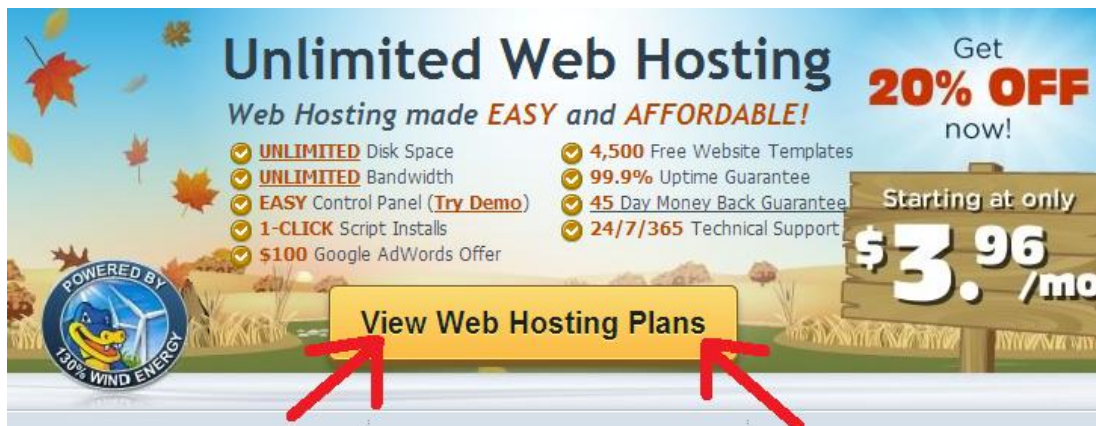 Unlimited Web Hosting
Web Hosting made EASY and AFFORDABLE!
UNLIMITED Disk Space
UNLIMITED Bandwidth
EASY Control Panel (Try Demo)
1-CLICK Script Installs
$100 Google AdWords Offer
4,500 Free Website Templates
99.9% Uptime Guarantee
45 Day Money Back Guarantee
24/7/365 Technical Support
Get
20% OFF
now!
Starting at only
$3.96
/mo
POWERED BY
130% WIND ENERGY
View Web Hosting Plans